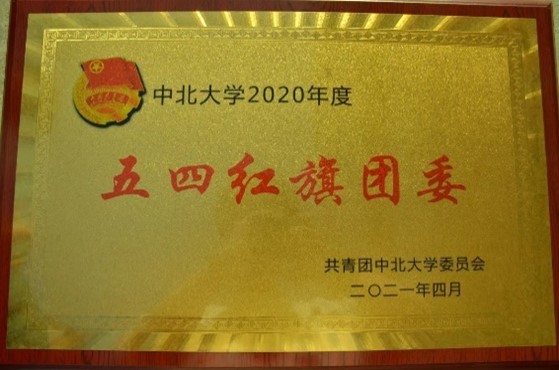 中北大学2020年度
五四红旗团委
共青团中北大学委员会
二〇二一年四月